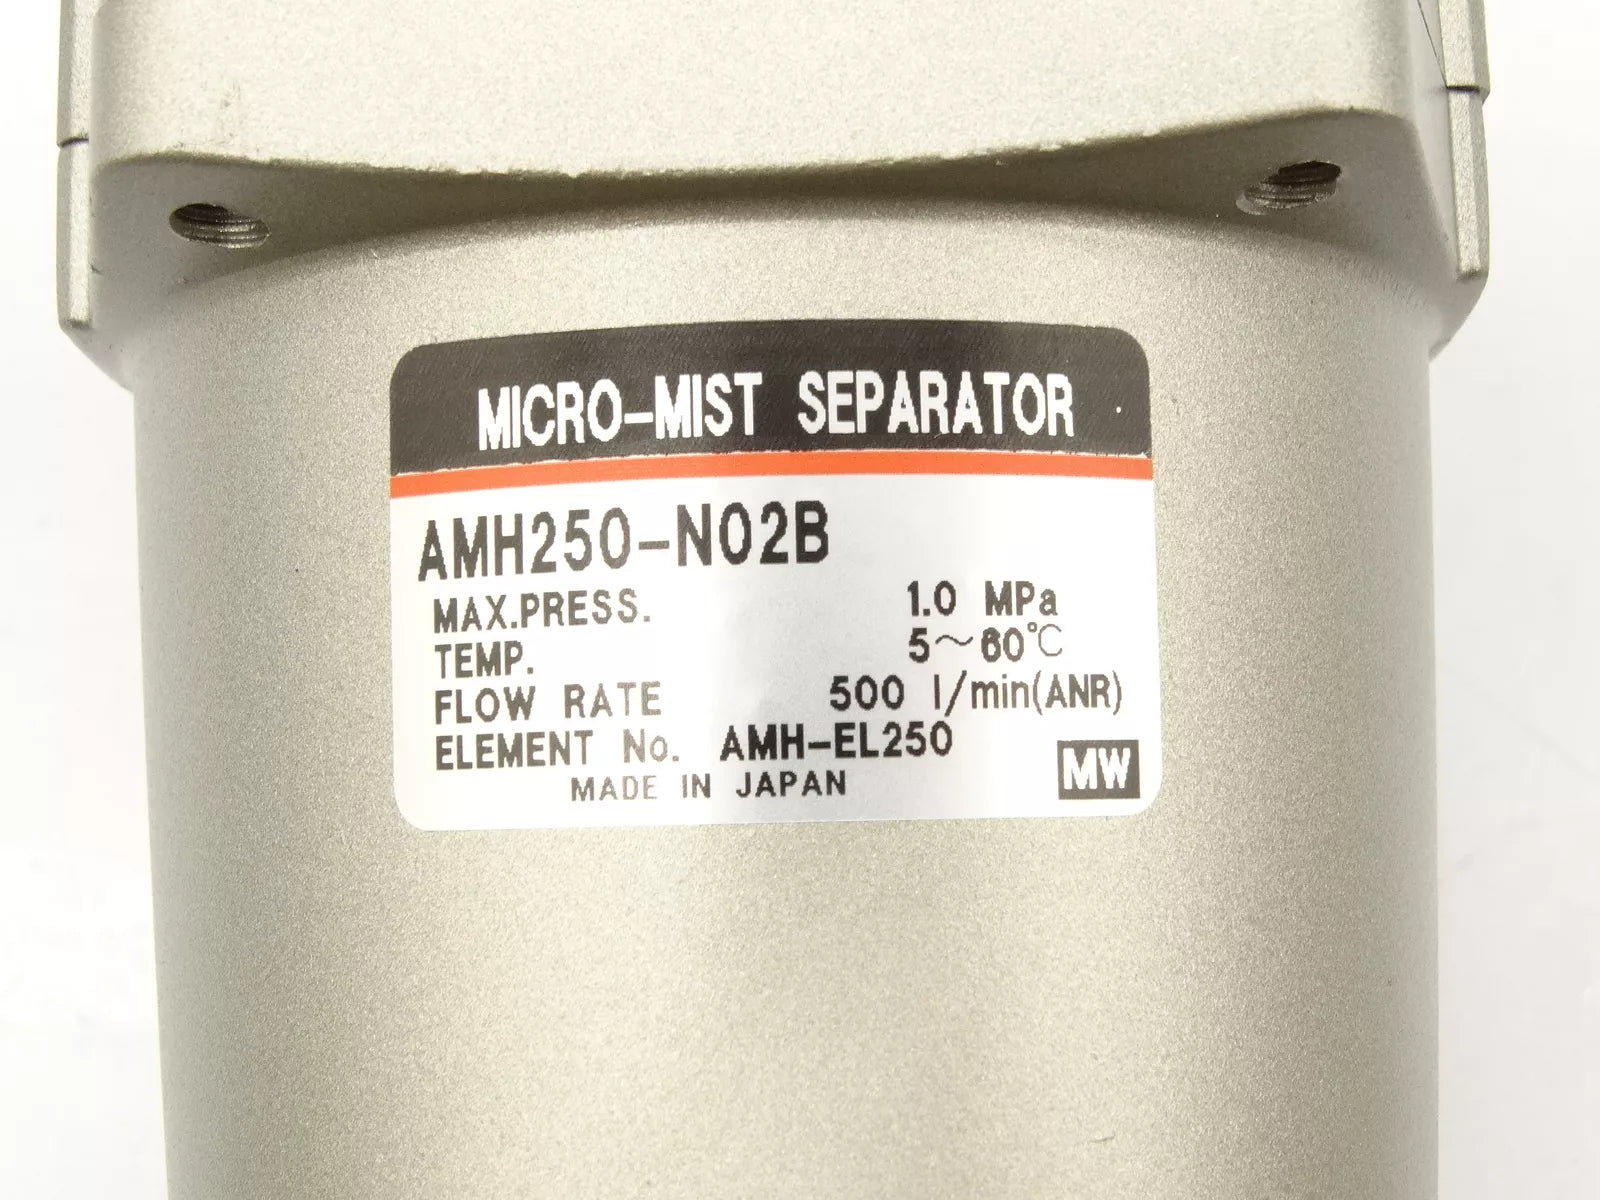 MICRO-MIST SEPARATOR
AMH250-N02B
MAX.PRESS. 1.0 MPa
TEMP. 5～60℃
FLOW RATE 500 l/min(ANR)
ELEMENT No. AMH-EL250
MADE IN JAPAN
MW